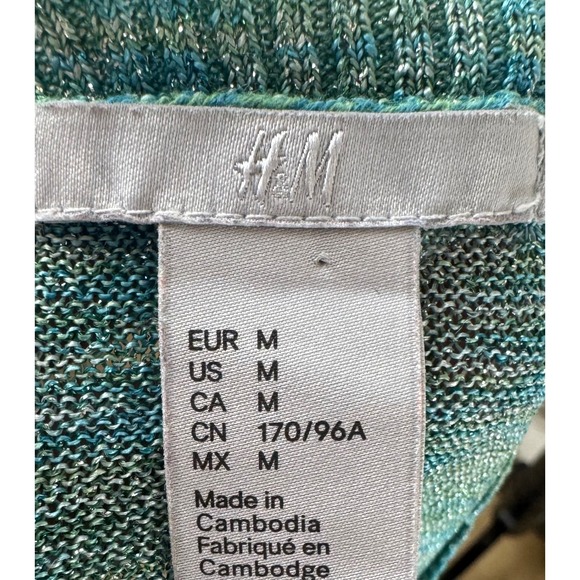 H&M
EUR M
US M
CA M
CN 170/96A
MX M
Made in
Cambodia
Fabriqué en
Cambodge